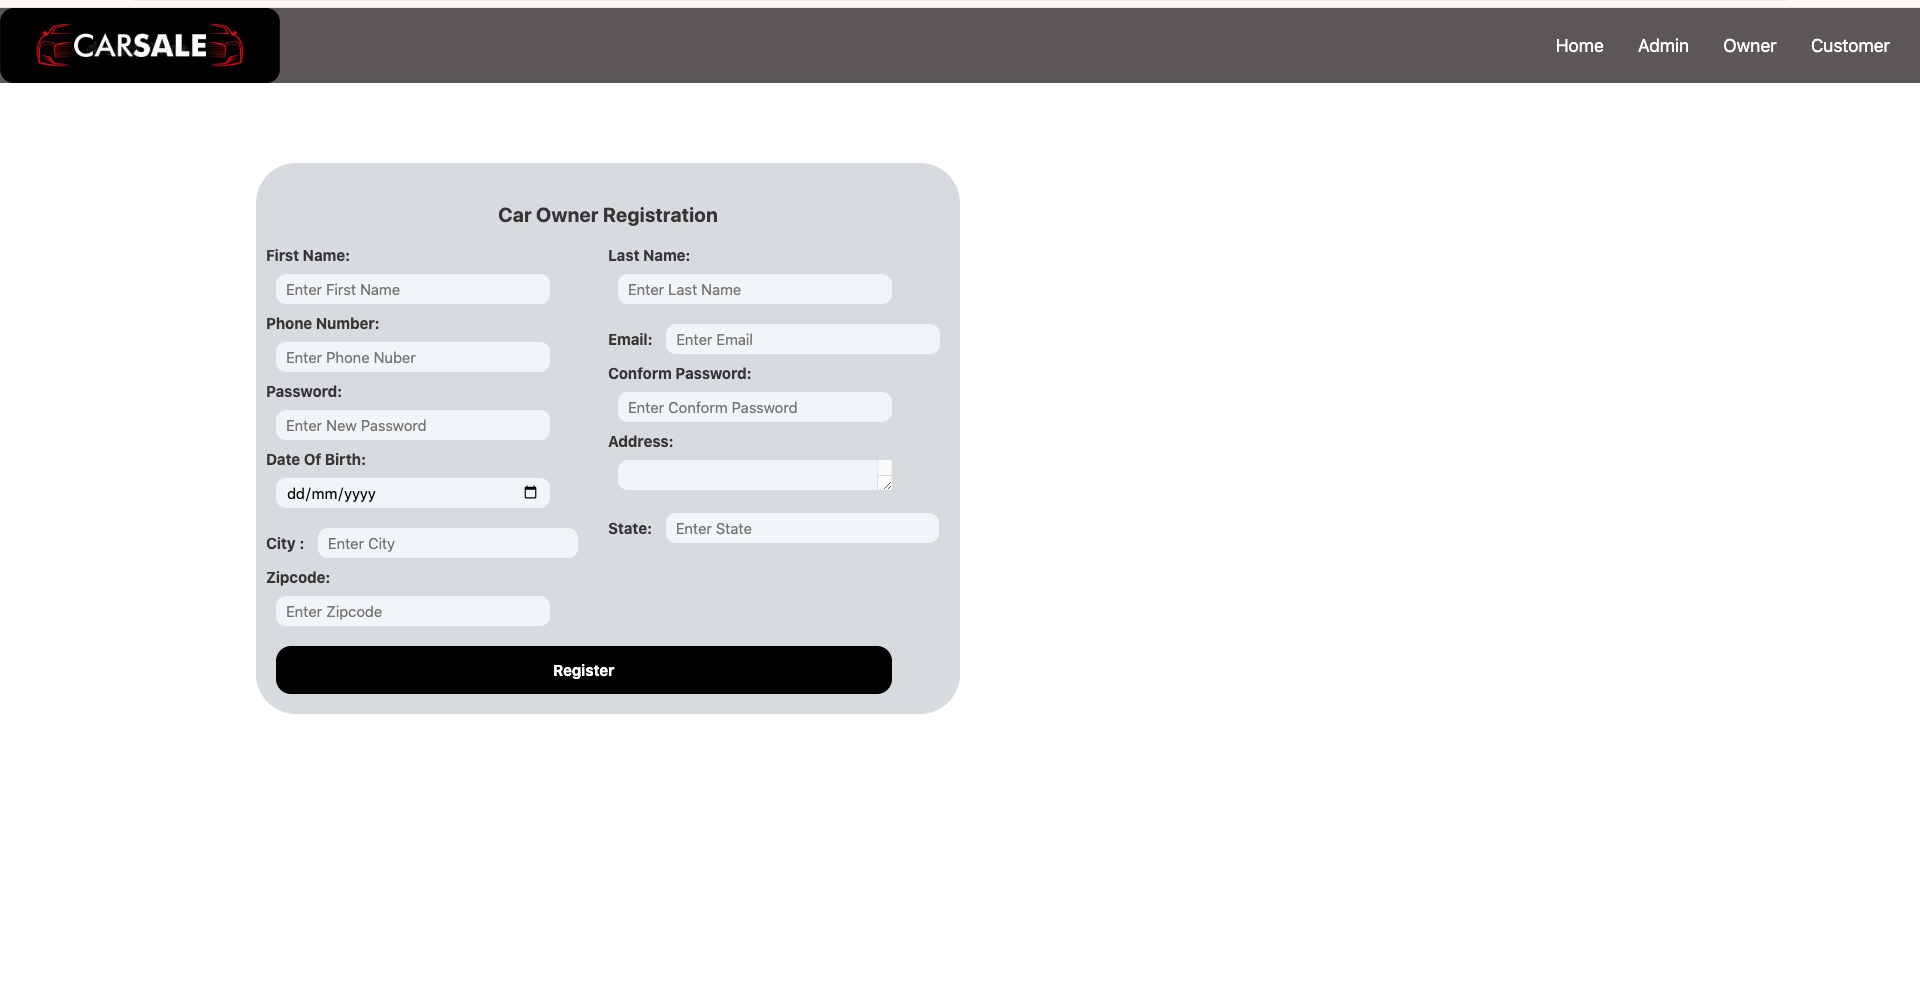 CARSALE
Home Admin Owner Customer
Car Owner Registration
First Name:
Enter First Name
Phone Number:
Enter Phone Nuber
Password:
Enter New Password
Date Of Birth:
dd/mm/yyyy
City : Enter City
Zipcode:
Enter Zipcode
Last Name:
Enter Last Name
Email: Enter Email
Conform Password:
Enter Conform Password
Address:
State: Enter State
Register